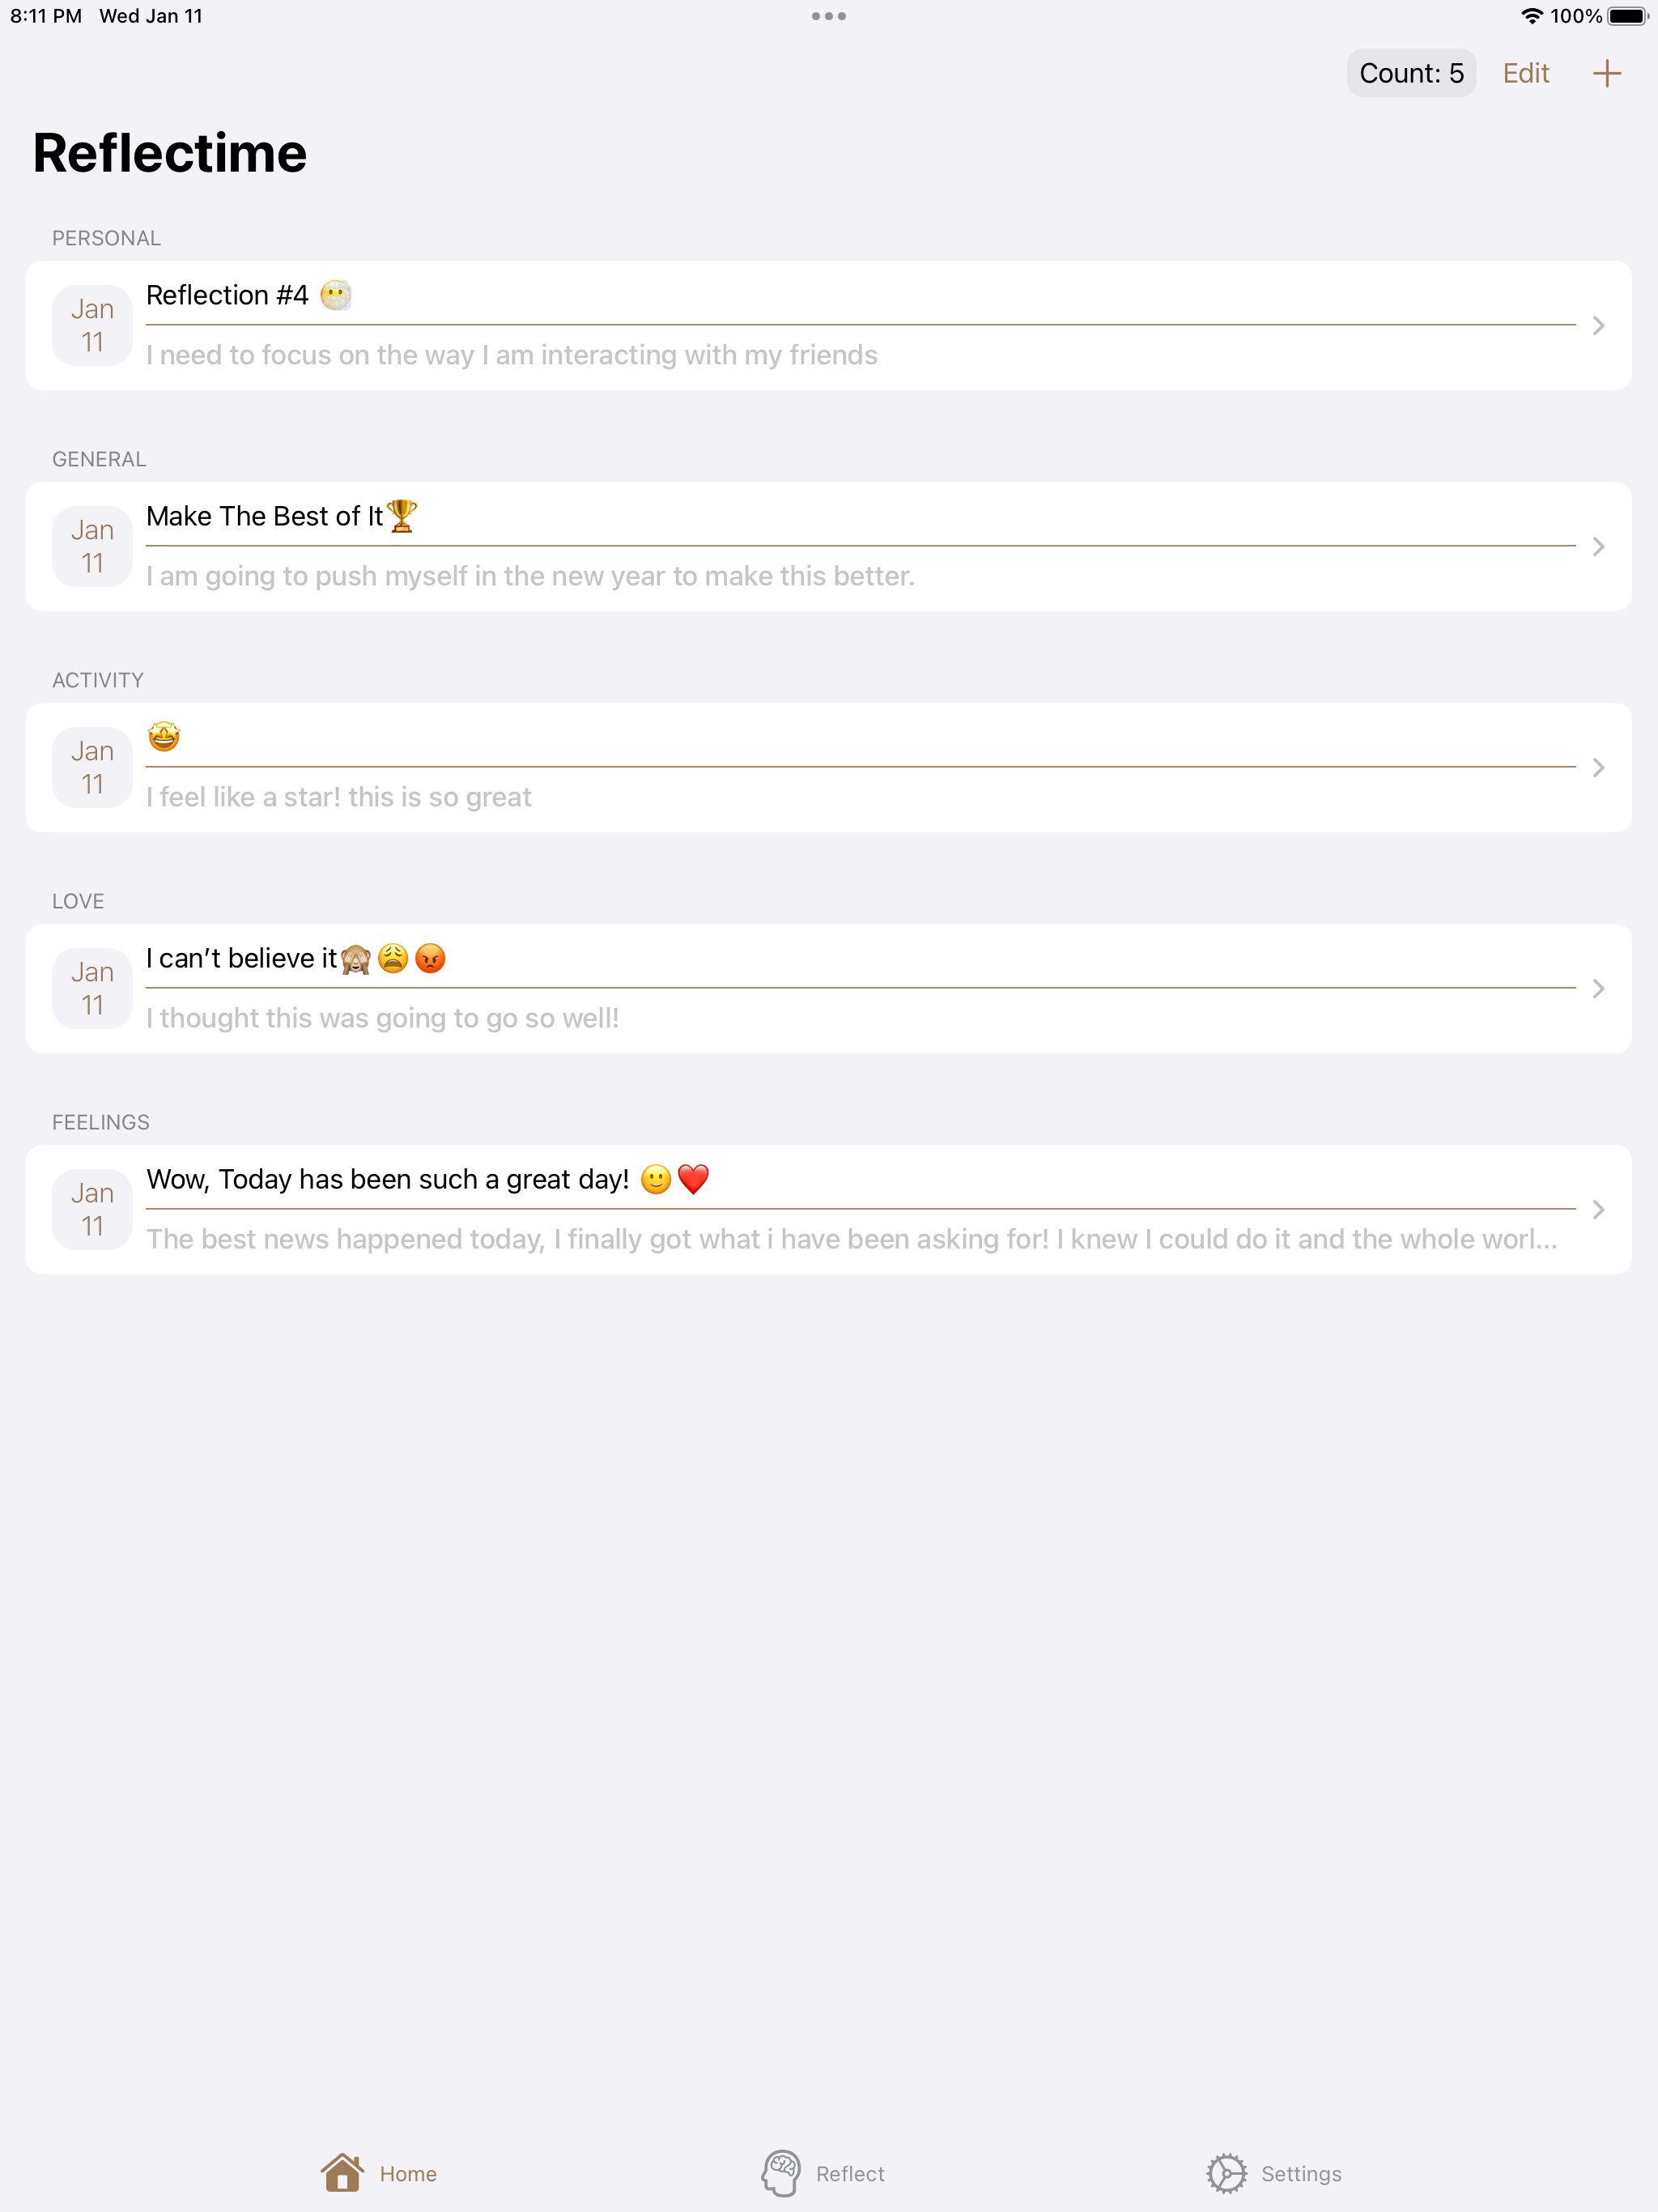 8:11 PM Wed Jan 11
100%
Count: 5 Edit
Reflectime
PERSONAL
Jan
11
Reflection #4 😶‍🌫️
I need to focus on the way I am interacting with my friends
GENERAL
Jan
11
Make The Best of It🏆
I am going to push myself in the new year to make this better.
ACTIVITY
Jan
11
🤩
I feel like a star! this is so great
LOVE
Jan
11
I can’t believe it🙈😩😡
I thought this was going to go so well!
FEELINGS
Jan
11
Wow, Today has been such a great day! 🙂❤️
The best news happened today, I finally got what i have been asking for! I knew I could do it and the whole worl...
Home Reflect Settings